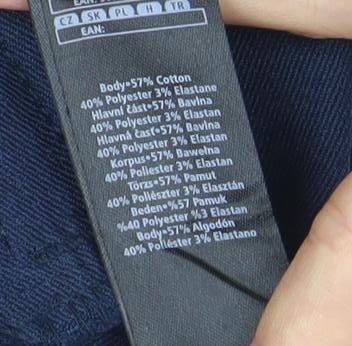 CZ SK PL H TR
EAN:
Body•57% Cotton
40% Polyester 3% Elastane
Hlavní část•57% Bavlna
40% Polyester 3% Elastan
Hlavná časť•57% Bavlna
40% Polyester 3% Elastan
Korpus•57% Bawełna
40% Poliester 3% Elastan
Törzs•57% Pamut
40% Poliészter 3% Elasztán
Beden•%57 Pamuk
%40 Polyester %3 Elastan
Body•57% Algodón
40% Poliéster 3% Elastano